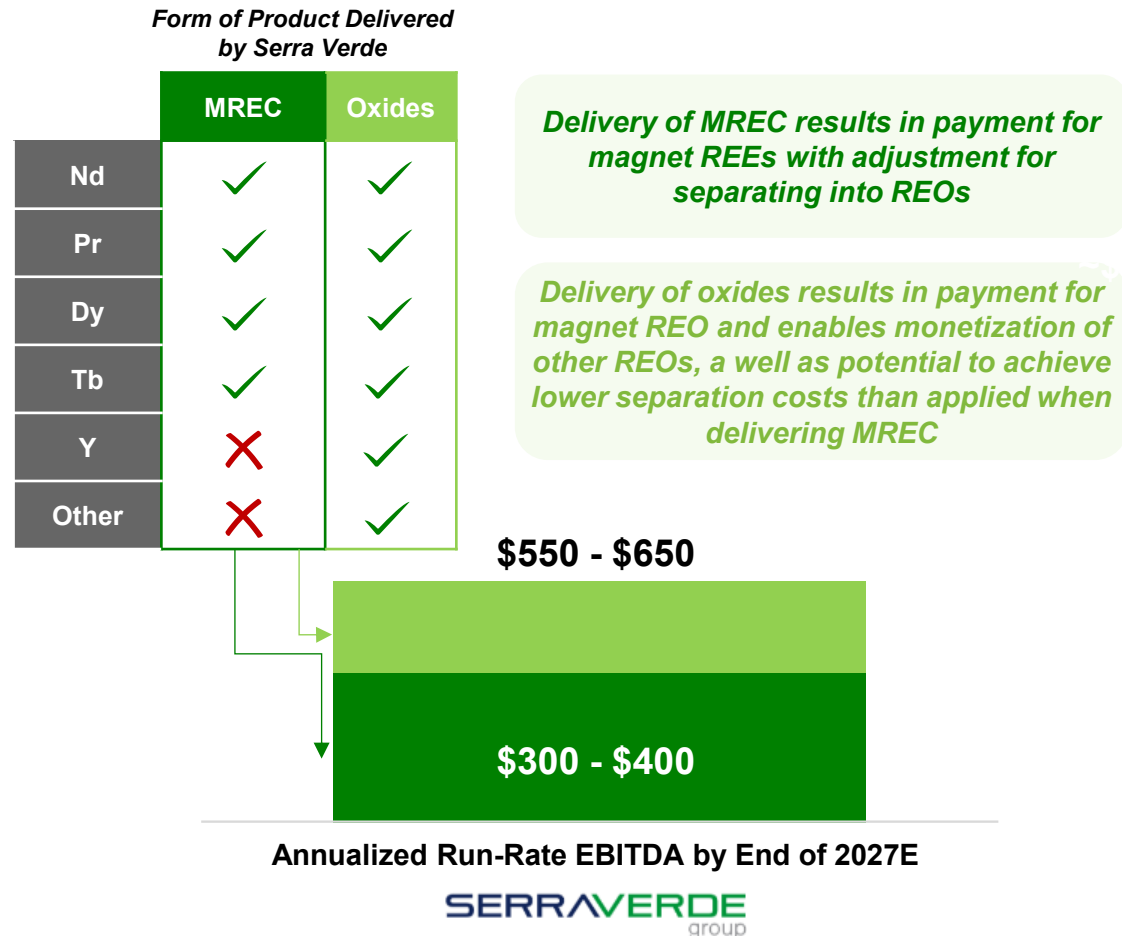 Form of Product Delivered
by Serra Verde
MREC Oxides
Nd
Pr
Dy
Tb
Y
Other
Delivery of MREC results in payment for
magnet REEs with adjustment for
separating into REOs
Delivery of oxides results in payment for
magnet REO and enables monetization of
other REOs, a well as potential to achieve
lower separation costs than applied when
delivering MREC
$550 - $650
$300 - $400
Annualized Run-Rate EBITDA by End of 2027E
SERRAVERDE
group